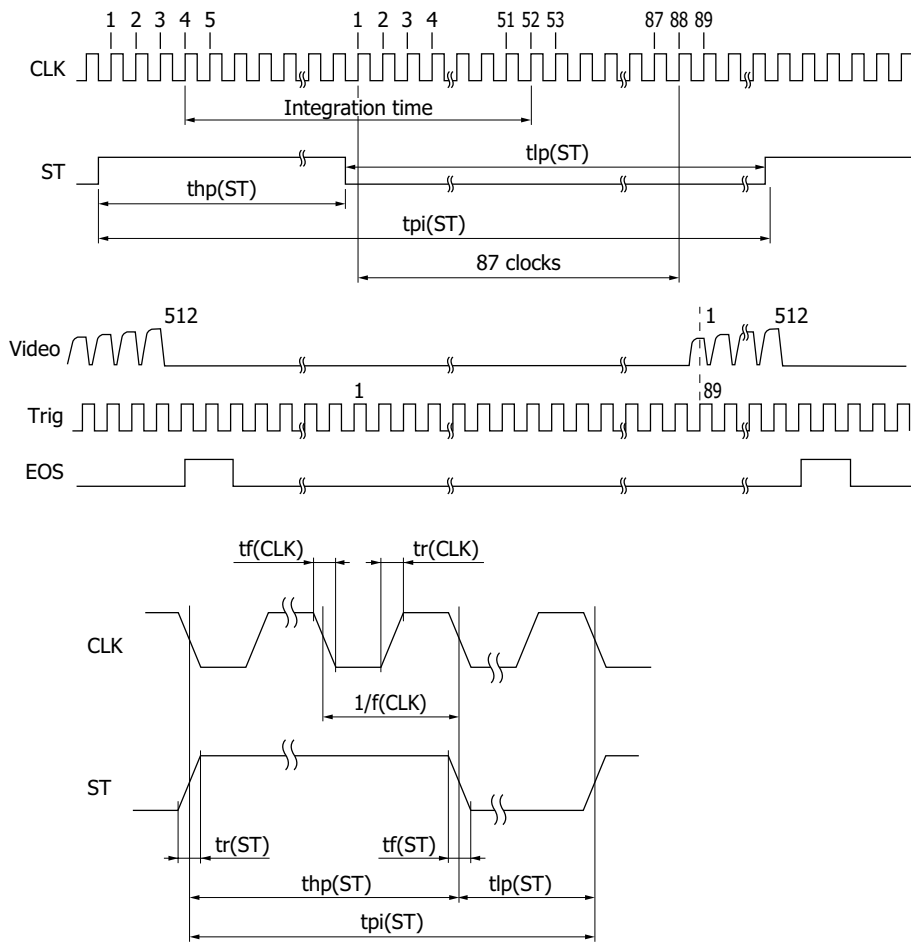 1 2 3 4 5 1 2 3 4 51 52 53 87 88 89
CLK
Integration time
ST
tlp(ST)
thp(ST)
tpi(ST)
87 clocks
512 1 512
Video
1 89
Trig
EOS
tf(CLK) tr(CLK)
CLK
1/f(CLK)
ST
tr(ST) tf(ST)
thp(ST) tlp(ST)
tpi(ST)